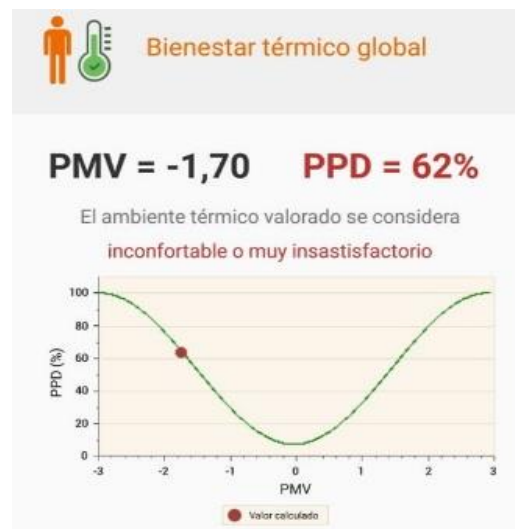 Bienestar térmico global
PMV = -1,70 PPD = 62%
El ambiente térmico valorado se considera
inconfortable o muy insastisfactorio
100
80
60
40
20
0
PPD (%)
-3 -2 -1 0 1 2 3
PMV
Valor calculado